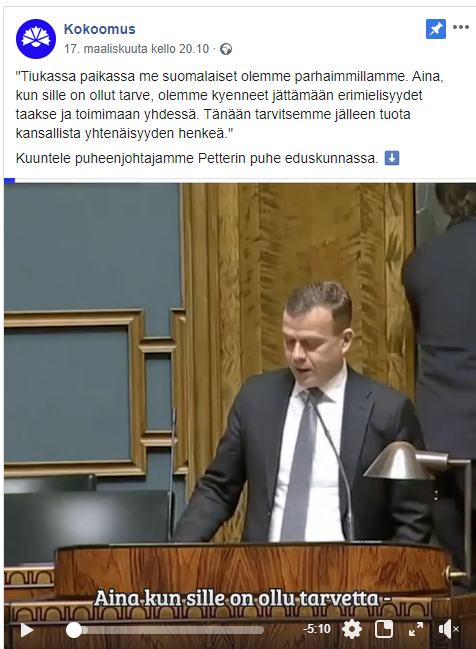 Kokoomus
17. maaliskuuta kello 20.10 ·
"Tiukassa paikassa me suomalaiset olemme parhaimmillamme. Aina,
kun sille on ollut tarve, olemme kyenneet jättämään erimielisyydet
taakse ja toimimaan yhdessä. Tänään tarvitsemme jälleen tuota
kansallista yhtenäisyyden henkeä."
Kuuntele puheenjohtajamme Petterin puhe eduskunnassa.
Aina kun sille on ollu tarvetta -
-5:10